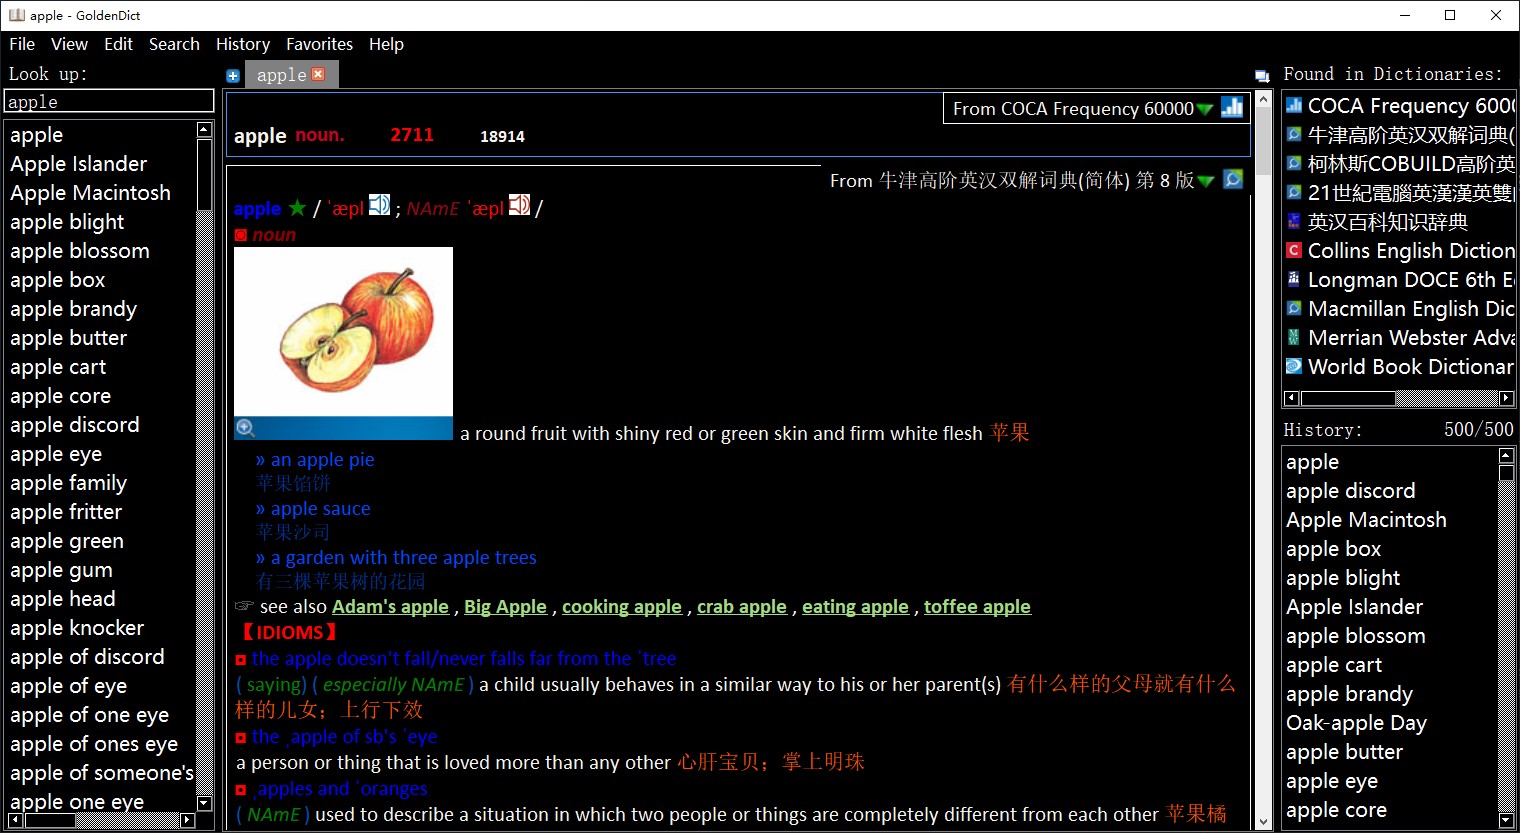 apple - GoldenDict
File View Edit Search History Favorites Help
Look up:
apple
apple
Apple Islander
Apple Macintosh
apple blight
apple blossom
apple box
apple brandy
apple butter
apple cart
apple core
apple discord
apple eye
apple family
apple fritter
apple green
apple gum
apple head
apple knocker
apple of discord
apple of eye
apple of one eye
apple of ones eye
apple of someone's
apple one eye
apple
From COCA Frequency 60000
apple noun. 2711 18914
From 牛津高阶英汉双解词典(简体) 第 8 版
apple ★ / ˈæpl ; NAmE ˈæpl /
noun
a round fruit with shiny red or green skin and firm white flesh 苹果
» an apple pie
苹果馅饼
» apple sauce
苹果沙司
» a garden with three apple trees
有三棵苹果树的花园
☞ see also Adam's apple , Big Apple , cooking apple , crab apple , eating apple , toffee apple
【IDIOMS】
the apple doesn't fall/never falls far from the ˈtree
( saying) ( especially NAmE ) a child usually behaves in a similar way to his or her parent(s) 有什么样的父母就有什么
样的儿女；上行下效
the ˌapple of sb's ˈeye
a person or thing that is loved more than any other 心肝宝贝；掌上明珠
ˌapples and ˈoranges
( NAmE ) used to describe a situation in which two people or things are completely different from each other 苹果橘
Found in Dictionaries:
COCA Frequency 6000
牛津高阶英汉双解词典(
柯林斯COBUILD高阶英
21世紀電腦英漢漢英雙
英汉百科知识辞典
Collins English Diction
Longman DOCE 6th E
Macmillan English Dic
Merrian Webster Adva
World Book Dictionar
History: 500/500
apple
apple discord
Apple Macintosh
apple box
apple blight
Apple Islander
apple blossom
apple cart
apple brandy
Oak-apple Day
apple butter
apple eye
apple core